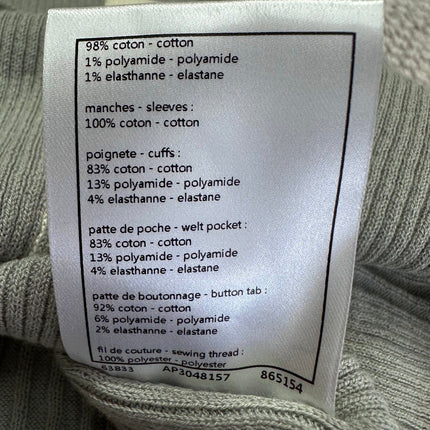 98% coton - cotton
1% polyamide - polyamide
1% elasthanne - elastane
manches - sleeves :
100% coton - cotton
poignete - cuffs :
83% coton - cotton
13% polyamide - polyamide
4% elasthanne - elastane
patte de poche - welt pocket :
83% coton - cotton
13% polyamide - polyamide
4% elasthanne - elastane
patte de boutonnage - button tab :
92% coton - cotton
6% polyamide - polyamide
2% elasthanne - elastane
fil de couture - sewing thread :
100% polyester - polyester
63833 AP3048157 865154